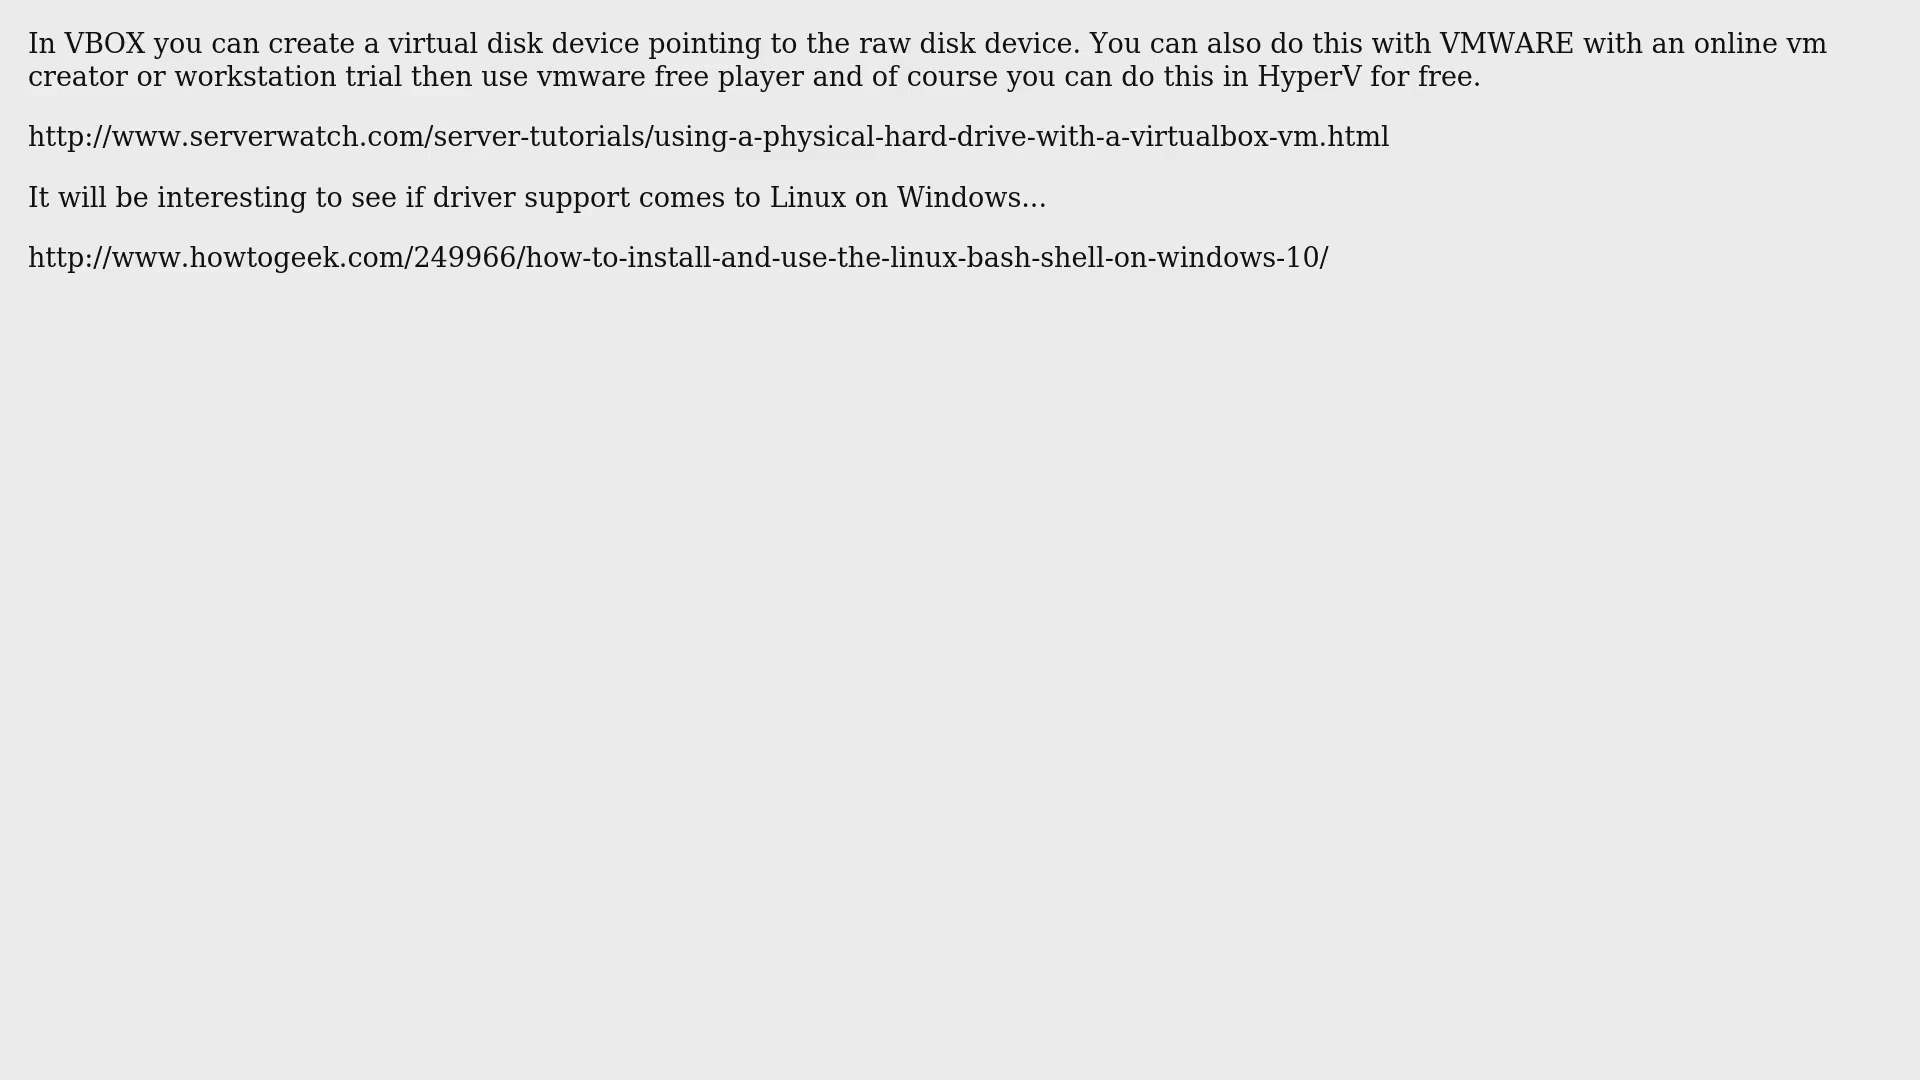 In VBOX you can create a virtual disk device pointing to the raw disk device. You can also do this with VMWARE with an online vm
creator or workstation trial then use vmware free player and of course you can do this in HyperV for free.
http://www.serverwatch.com/server-tutorials/using-a-physical-hard-drive-with-a-virtualbox-vm.html
It will be interesting to see if driver support comes to Linux on Windows...
http://www.howtogeek.com/249966/how-to-install-and-use-the-linux-bash-shell-on-windows-10/